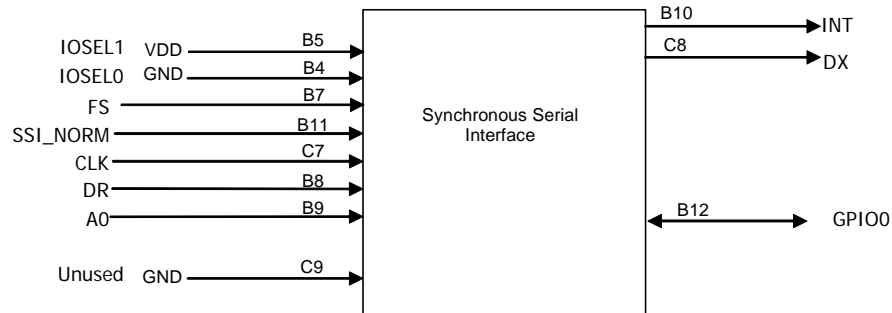 IOSEL1 VDD B5
IOSEL0 GND B4
FS B7
SSI_NORM B11
CLK C7
DR B8
A0 B9
Unused GND C9
Synchronous Serial
Interface
B10 INT
C8 DX
B12 GPIO0